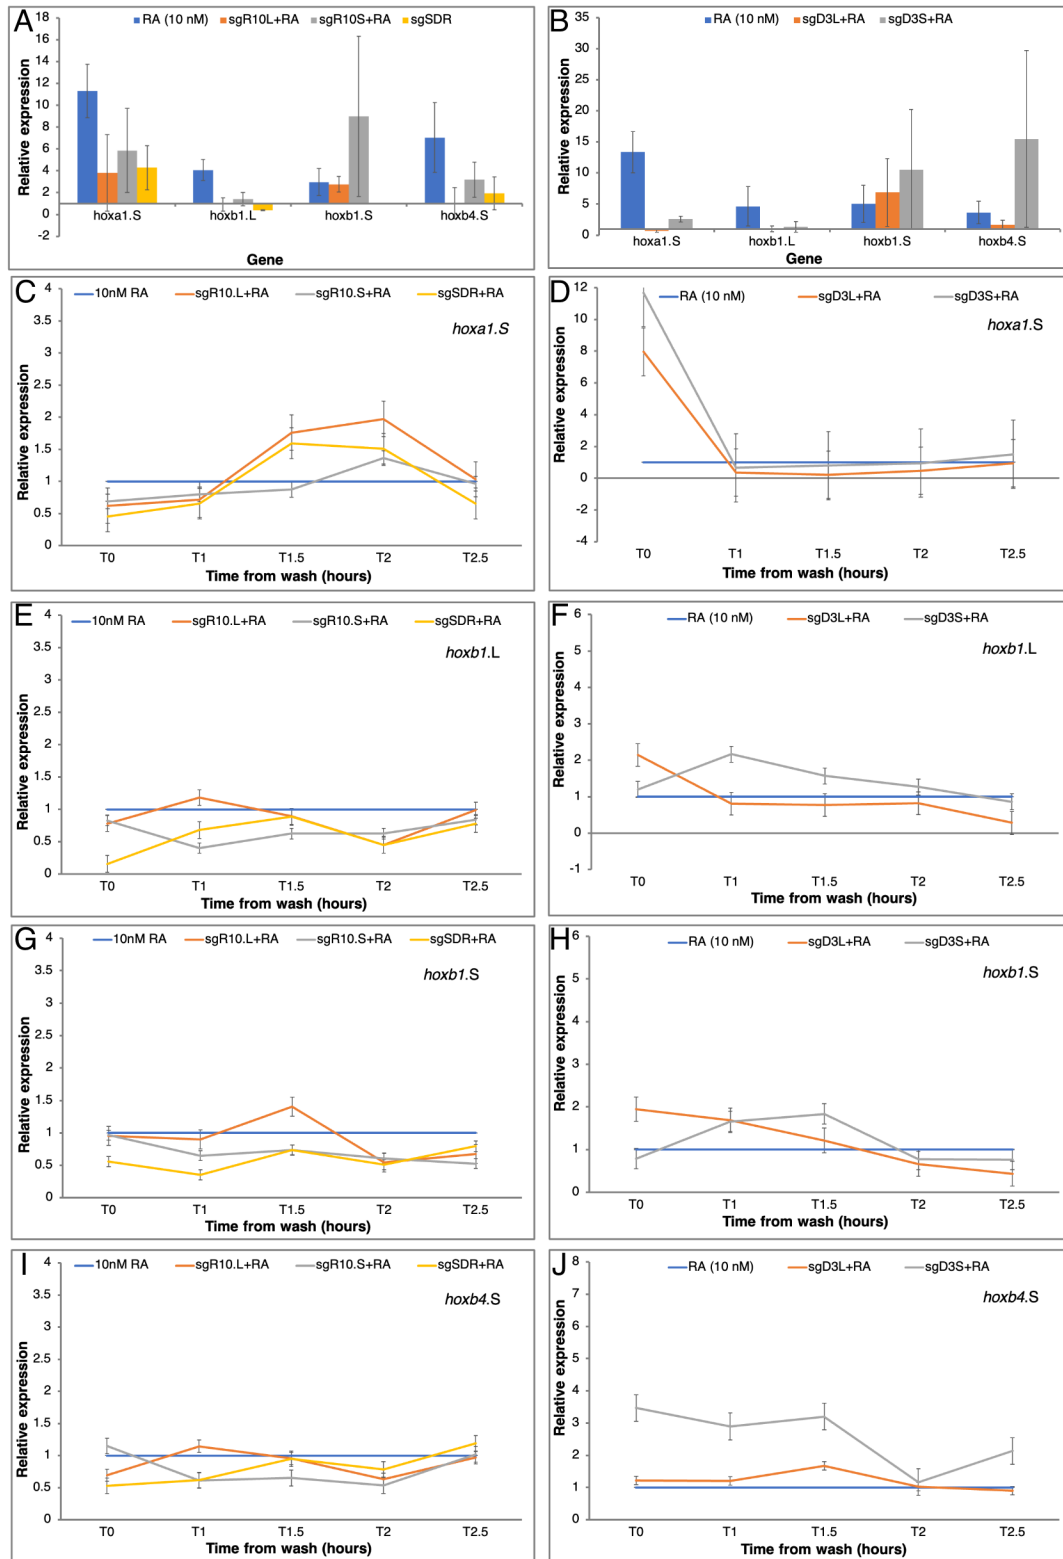 A
RA (10 nM) sgR10L+RA sgR10S+RA sgSDR
Relative expression
18
16
14
12
10
8
6
4
2
0
-2
hoxa1.S hoxb1.L hoxb1.S hoxb4.S
Gene
B
RA (10 nM) sgD3L+RA sgD3S+RA
Relative expression
35
30
25
20
15
10
5
0
hoxa1.S hoxb1.L hoxb1.S hoxb4.S
Gene
C
10nM RA sgR10.L+RA sgR10.S+RA sgSDR+RA
hoxa1.S
Relative expression
4
3.5
3
2.5
2
1.5
1
0.5
0
T0 T1 T1.5 T2 T2.5
Time from wash (hours)
D
RA (10 nM) sgD3L+RA sgD3S+RA
hoxa1.S
Relative expression
12
10
8
6
4
2
0
-2
-4
T0 T1 T1.5 T2 T2.5
Time from wash (hours)
E
10nM RA sgR10.L+RA sgR10.S+RA sgSDR+RA
hoxb1.L
Relative expression
4
3.5
3
2.5
2
1.5
1
0.5
0
T0 T1 T1.5 T2 T2.5
Time from wash (hours)
F
RA (10 nM) sgD3L+RA sgD3S+RA
hoxb1.L
Relative expression
6
5
4
3
2
1
0
-1
T0 T1 T1.5 T2 T2.5
Time from wash (hours)
G
10nM RA sgR10.L+RA sgR10.S+RA sgSDR+RA
hoxb1.S
Relative expression
4
3.5
3
2.5
2
1.5
1
0.5
0
T0 T1 T1.5 T2 T2.5
Time from wash (hours)
H
RA (10 nM) sgD3L+RA sgD3S+RA
hoxb1.S
Relative expression
6
5
4
3
2
1
0
T0 T1 T1.5 T2 T2.5
Time from wash (hours)
I
10nM RA sgR10.L+RA sgR10.S+RA sgSDR+RA
hoxb4.S
Relative expression
4
3.5
3
2.5
2
1.5
1
0.5
0
T0 T1 T1.5 T2 T2.5
Time from wash (hours)
J
RA (10 nM) sgD3L+RA sgD3S+RA
hoxb4.S
Relative expression
8
7
6
5
4
3
2
1
0
T0 T1 T1.5 T2 T2.5
Time from wash (hours)